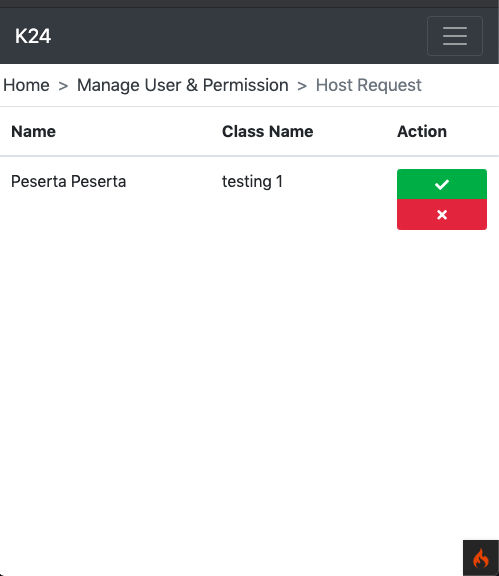 K24
Home > Manage User & Permission > Host Request
Name Class Name Action
Peserta Peserta testing 1